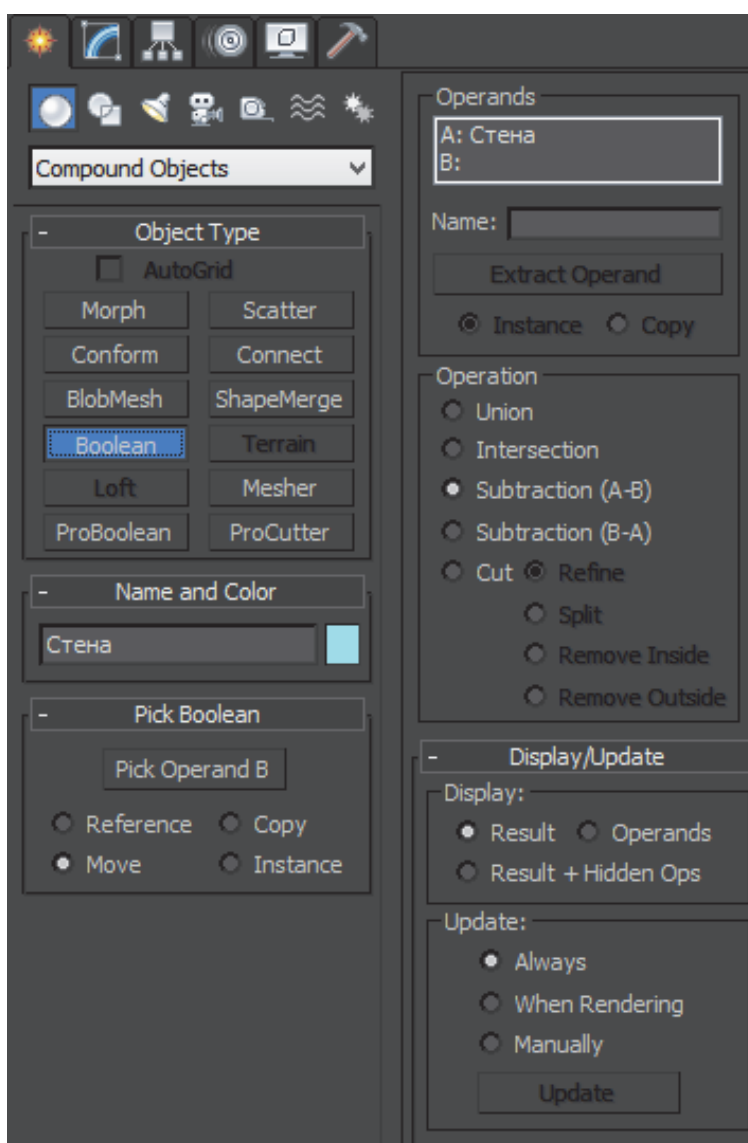 Compound Objects
- Object Type
AutoGrid
Morph Scatter
Conform Connect
BlobMesh ShapeMerge
Boolean Terrain
Loft Mesher
ProBoolean ProCutter
- Name and Color
Стена
- Pick Boolean
Pick Operand B
Reference Copy
Move Instance
Operands
A: Стена
B:
Name:
Extract Operand
Instance Copy
Operation
Union
Intersection
Subtraction (A-B)
Subtraction (B-A)
Cut Refine
Split
Remove Inside
Remove Outside
- Display/Update
Display:
Result Operands
Result + Hidden Ops
Update:
Always
When Rendering
Manually
Update